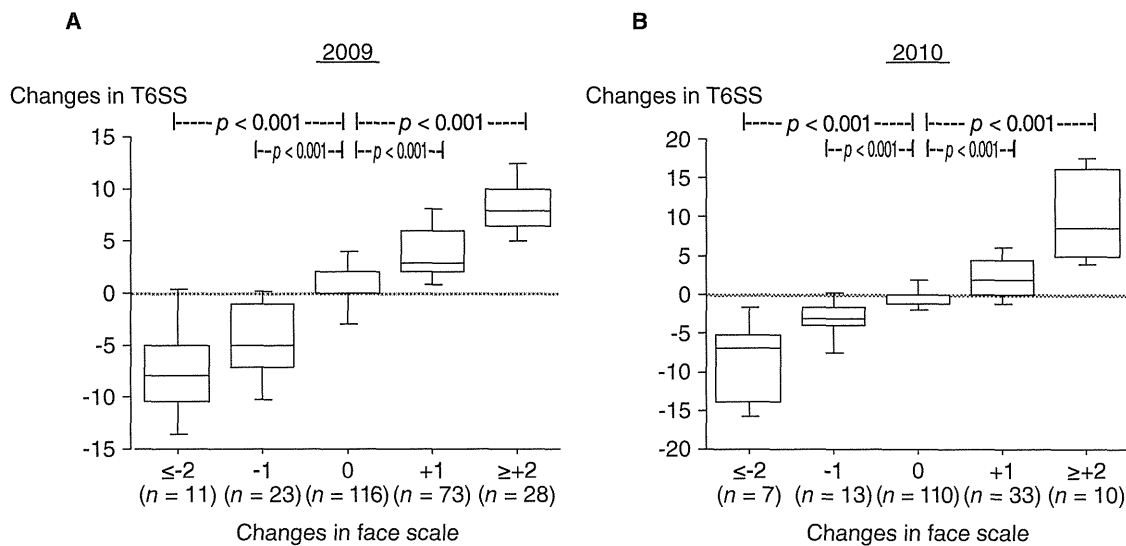 A
2009
Changes in T6SS
p < 0.001 p < 0.001
p < 0.001 p < 0.001
15
10
5
0
-5
-10
-15
≤-2 -1 0 +1 ≥+2
(n = 11) (n = 23) (n = 116) (n = 73) (n = 28)
Changes in face scale
B
2010
Changes in T6SS
p < 0.001 p < 0.001
p < 0.001 p < 0.001
20
15
10
5
0
-5
-10
-15
-20
≤-2 -1 0 +1 ≥+2
(n = 7) (n = 13) (n = 110) (n = 33) (n = 10)
Changes in face scale